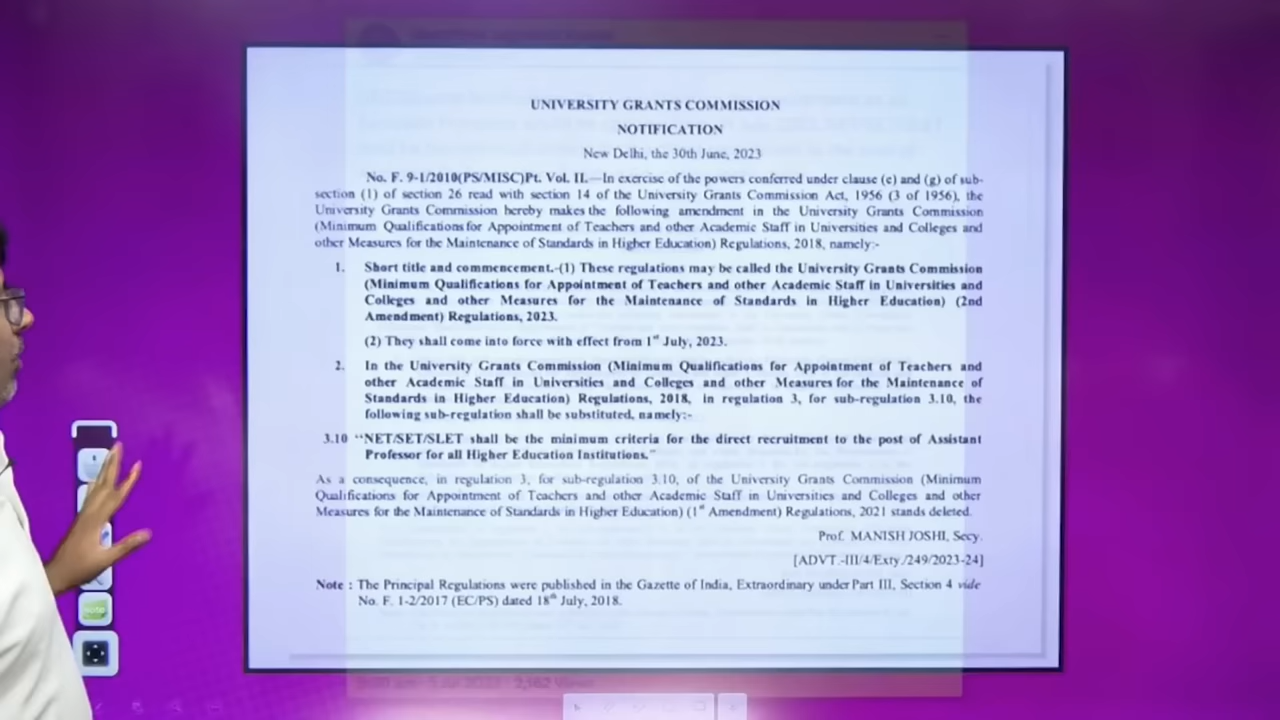 UNIVERSITY GRANTS COMMISSION
NOTIFICATION
New Delhi, the 30th June, 2023
No. F. 9-1/2010(PS/MISC)Pt. Vol. II.—In exercise of the powers conferred under clause (e) and (g) of sub-
section (1) of section 26 read with section 14 of the University Grants Commission Act, 1956 (3 of 1956), the
University Grants Commission hereby makes the following amendment in the University Grants Commission
(Minimum Qualifications for Appointment of Teachers and other Academic Staff in Universities and Colleges and
other Measures for the Maintenance of Standards in Higher Education) Regulations, 2018, namely:-
1. Short title and commencement.-(1) These regulations may be called the University Grants Commission
(Minimum Qualifications for Appointment of Teachers and other Academic Staff in Universities and
Colleges and other Measures for the Maintenance of Standards in Higher Education) (2nd
Amendment) Regulations, 2023.
(2) They shall come into force with effect from 1st July, 2023.
2. In the University Grants Commission (Minimum Qualifications for Appointment of Teachers and
other Academic Staff in Universities and Colleges and other Measures for the Maintenance of
Standards in Higher Education) Regulations, 2018, in regulation 3, for sub-regulation 3.10, the
following sub-regulation shall be substituted, namely:-
3.10 “NET/SET/SLET shall be the minimum criteria for the direct recruitment to the post of Assistant
Professor for all Higher Education Institutions.”
As a consequence, in regulation 3, for sub-regulation 3.10, of the University Grants Commission (Minimum
Qualifications for Appointment of Teachers and other Academic Staff in Universities and Colleges and other
Measures for the Maintenance of Standards in Higher Education) (1st Amendment) Regulations, 2021 stands deleted.
Prof. MANISH JOSHI, Secy.
[ADVT.-III/4/Exty./249/2023-24]
Note : The Principal Regulations were published in the Gazette of India, Extraordinary under Part III, Section 4 vide
No. F. 1-2/2017 (EC/PS) dated 18th July, 2018.